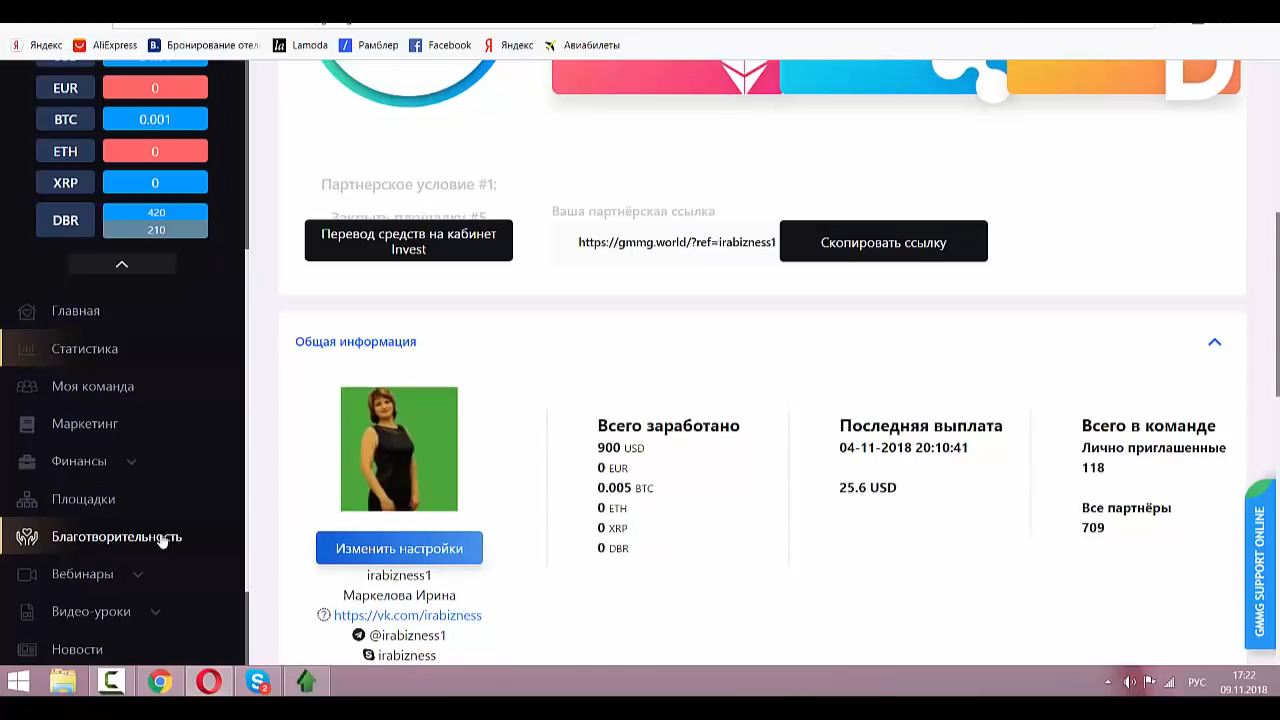 Яндекс
AliExpress
Бронирование отел
Lamoda
Рамблер
Facebook
Яндекс
Авиабилеты
EUR 0
BTC 0.001
ETH 0
XRP 0
DBR 420
210
Главная
Статистика
Моя команда
Маркетинг
Финансы
Площадки
Благотворительность
Вебинары
Видео-уроки
Новости
Партнерское условие #1:
Закрыть площадку #5
Перевод средств на кабинет
Invest
Ваша партнёрская ссылка
https://gmmg.world/?ref=irabizness1
Скопировать ссылку
Общая информация
Изменить настройки
irabizness1
Маркелова Ирина
https://vk.com/irabizness
@irabizness1
irabizness
Всего заработано
900 USD
0 EUR
0.005 BTC
0 ETH
0 XRP
0 DBR
Последняя выплата
04-11-2018 20:10:41
25.6 USD
Всего в команде
Лично приглашенные
118
Все партнёры
709
GMMG SUPPORT ONLINE
РУС
17:22
09.11.2018